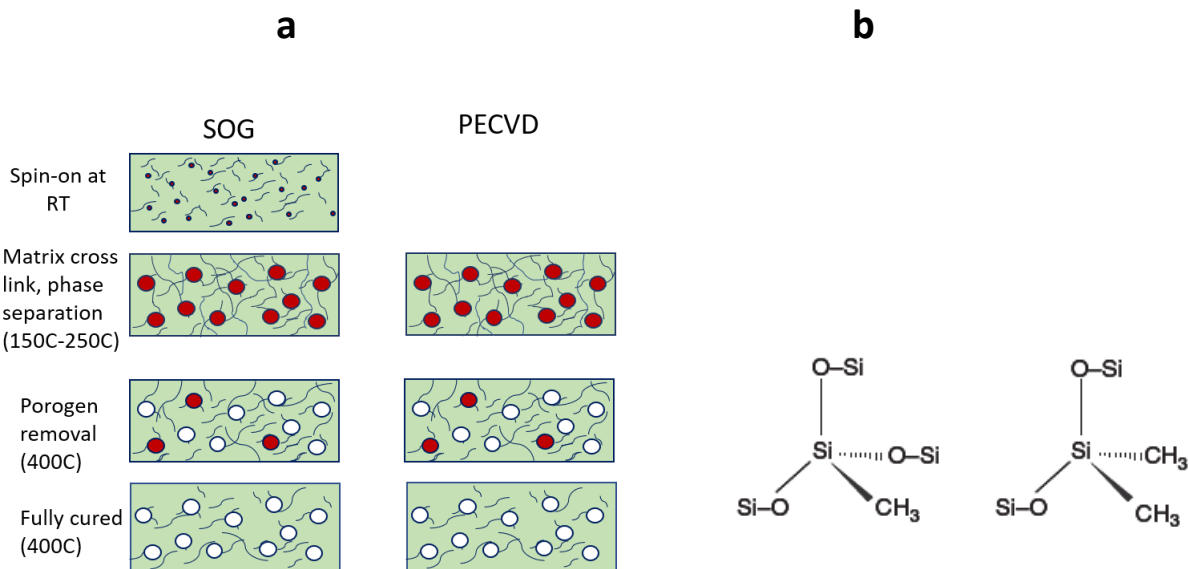 a
b
SOG
PECVD
Spin-on at
RT
Matrix cross
link, phase
separation
(150C-250C)
Porogen
removal
(400C)
Fully cured
(400C)
O–Si
Si
O–Si
Si–O
CH3
O–Si
Si
CH3
Si–O
CH3